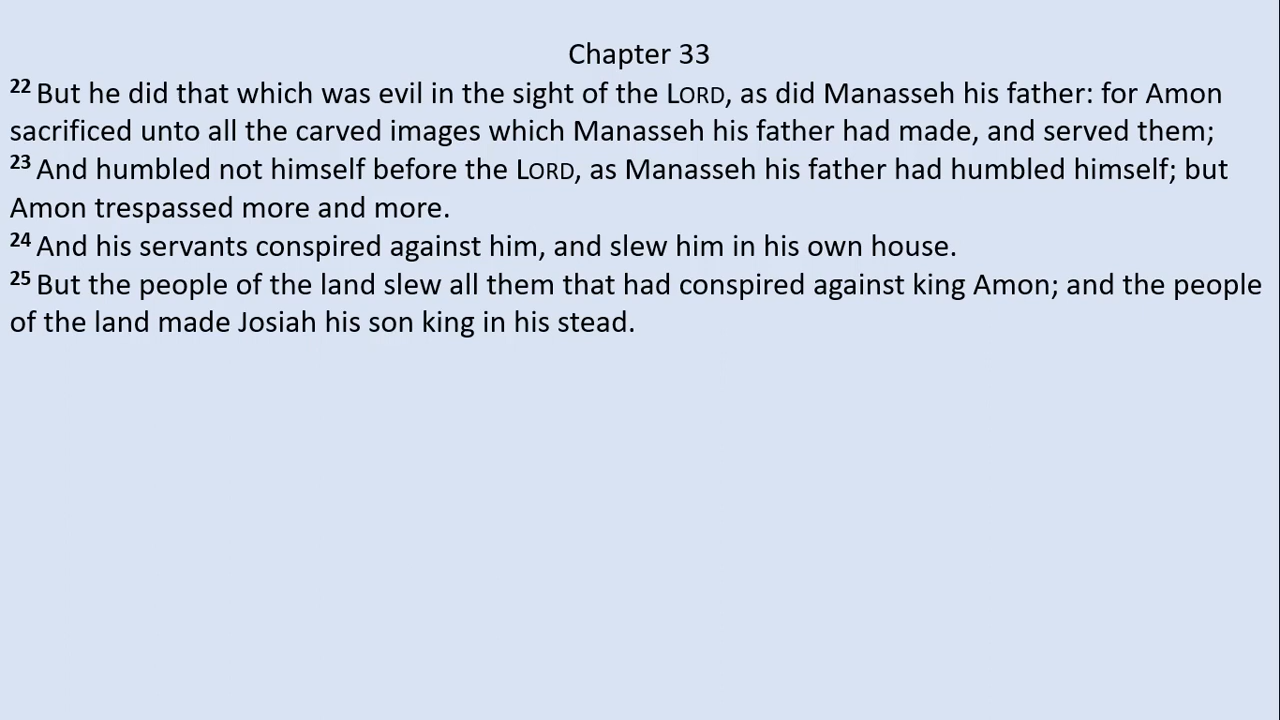 Chapter 33
22 But he did that which was evil in the sight of the LORD, as did Manasseh his father: for Amon
sacrificed unto all the carved images which Manasseh his father had made, and served them;
23 And humbled not himself before the LORD, as Manasseh his father had humbled himself; but
Amon trespassed more and more.
24 And his servants conspired against him, and slew him in his own house.
25 But the people of the land slew all them that had conspired against king Amon; and the people
of the land made Josiah his son king in his stead.